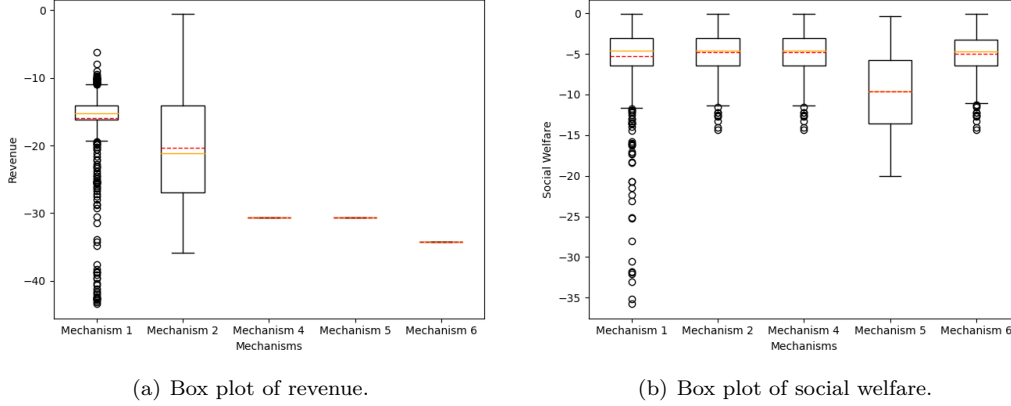 0
−10
−20
−30
−40
Revenue
Mechanism 1 Mechanism 2 Mechanism 4 Mechanism 5 Mechanism 6
Mechanisms
(a) Box plot of revenue.
0
−5
−10
−15
−20
−25
−30
−35
Social Welfare
Mechanism 1 Mechanism 2 Mechanism 4 Mechanism 5 Mechanism 6
Mechanisms
(b) Box plot of social welfare.